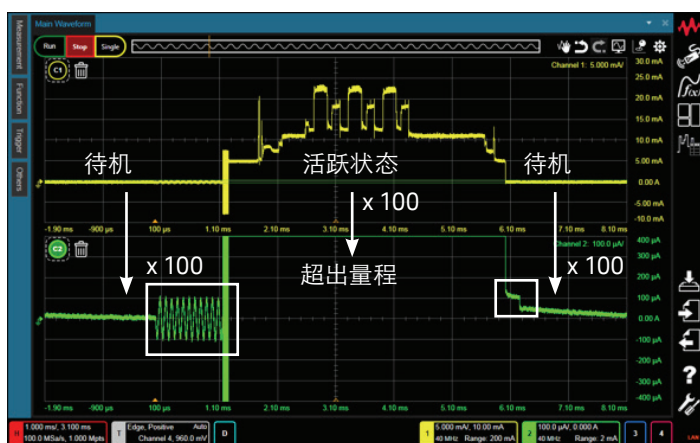 Main Waveform
Run Stop Single
C1
Channel 1: 5.000 mA/
30.0 mA
25.0 mA
20.0 mA
15.0 mA
10.0 mA
5.00 mA
0.00 A
-5.00 mA
-10.0 mA
待机
活跃状态
待机
x 100
-1.90 ms -900 µs 100 µs 1.10 ms 2.10 ms 3.10 ms 4.10 ms 5.10 ms 6.10 ms 7.10 ms 8.10 ms
C2
Channel 2: 100.0 µA/
400 µA
300 µA
200 µA
100 µA
0.00 A
-100 µA
-200 µA
-300 µA
-400 µA
x 100
超出量程
x 100
-1.90 ms -900 µs 100 µs 1.10 ms 2.10 ms 3.10 ms 4.10 ms 5.10 ms 6.10 ms 7.10 ms 8.10 ms
Measurement
Function
Trigger
Others
f(x)
?
H 1.000 ms/, 3.100 ms
100.0 MSa/s, 1.000 Mpts
T Edge, Positive Auto
Channel 4, 960.0 mV
D
1 5.000 mA/, 10.00 mA
40 MHz Range: 200 mA
2 100.0 µA/, 0.000 A
40 MHz Range: 2 mA
3
4